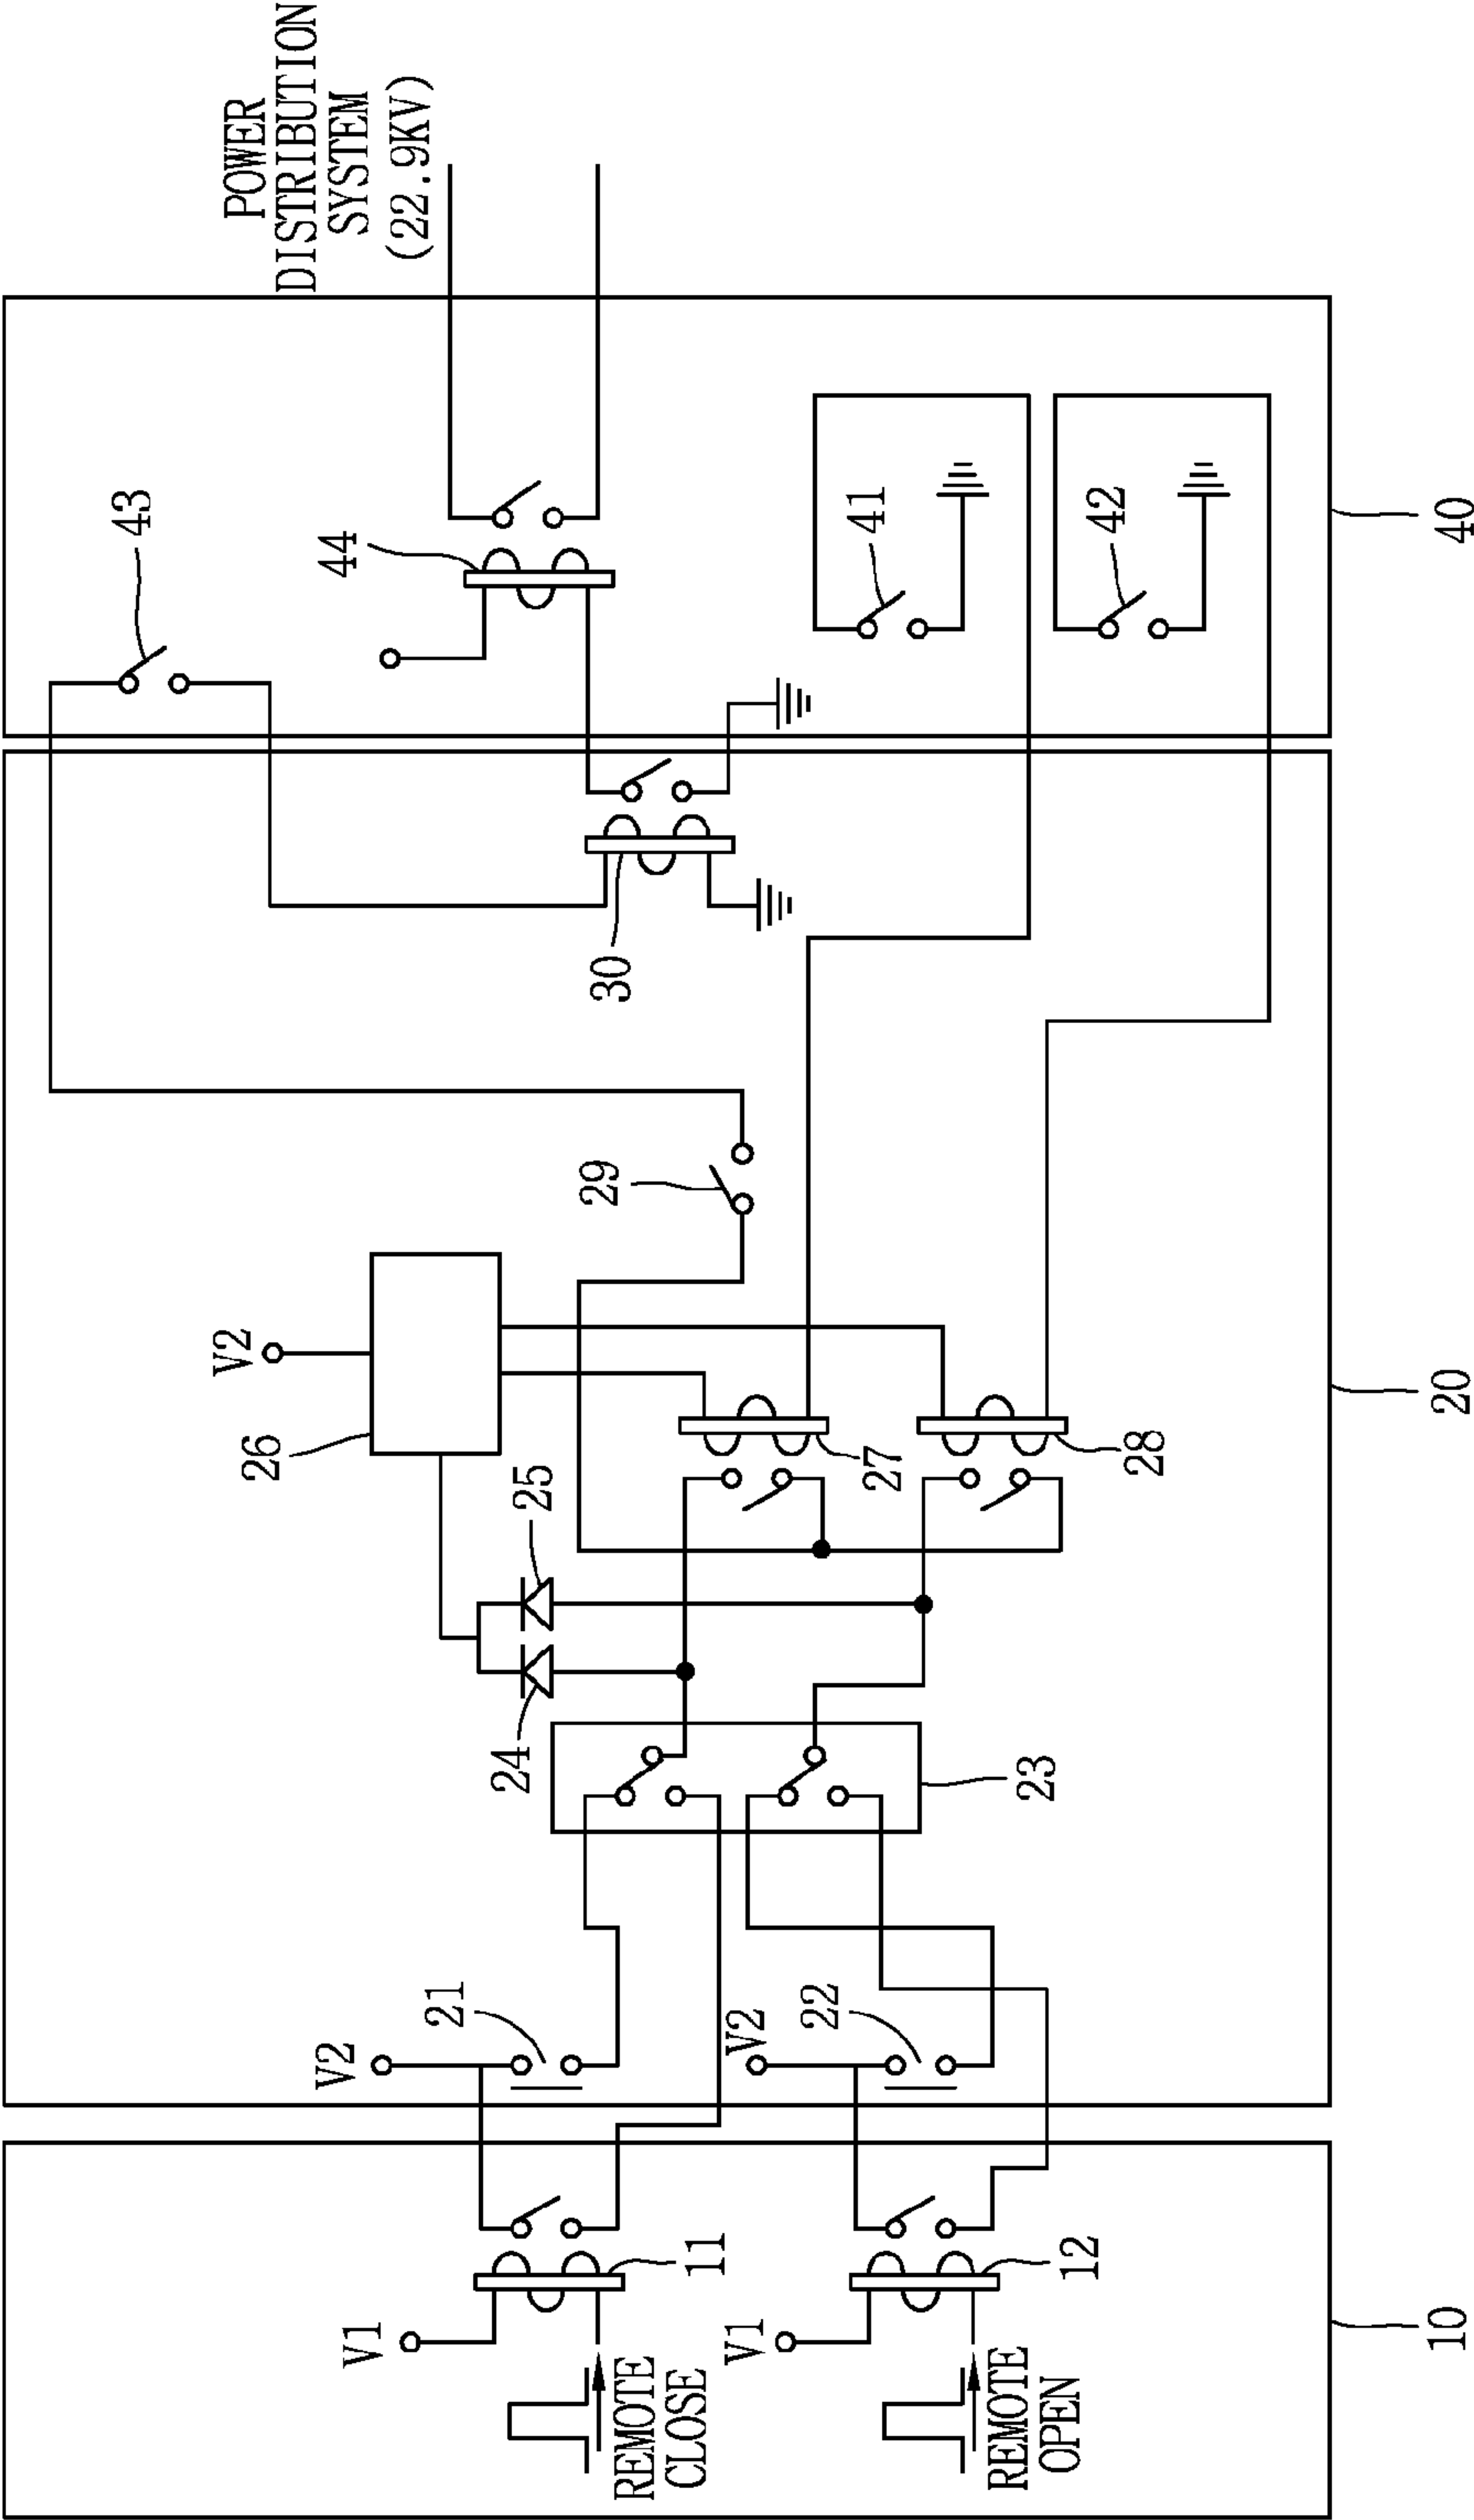 POWER
DISTRIBUTION
SYSTEM
(22.9KV)
43
44
41
42
40
30
29
V2
26
25
27
28
24
23
20
V2
21
V2
22
V1
11
V1
12
REMOTE
CLOSE
REMOTE
OPEN
10